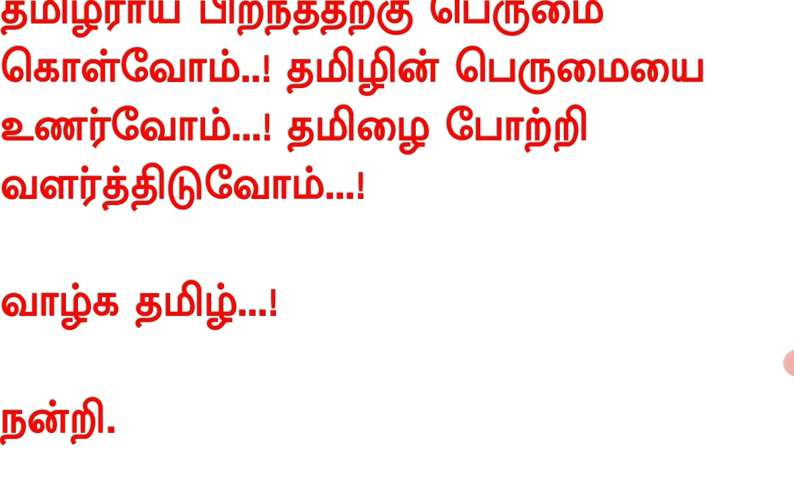 தமிழராய் பிறந்ததற்கு பெருமை
கொள்வோம்..! தமிழின் பெருமையை
உணர்வோம்...! தமிழை போற்றி
வளர்த்திடுவோம்...!
வாழ்க தமிழ்...!
நன்றி.